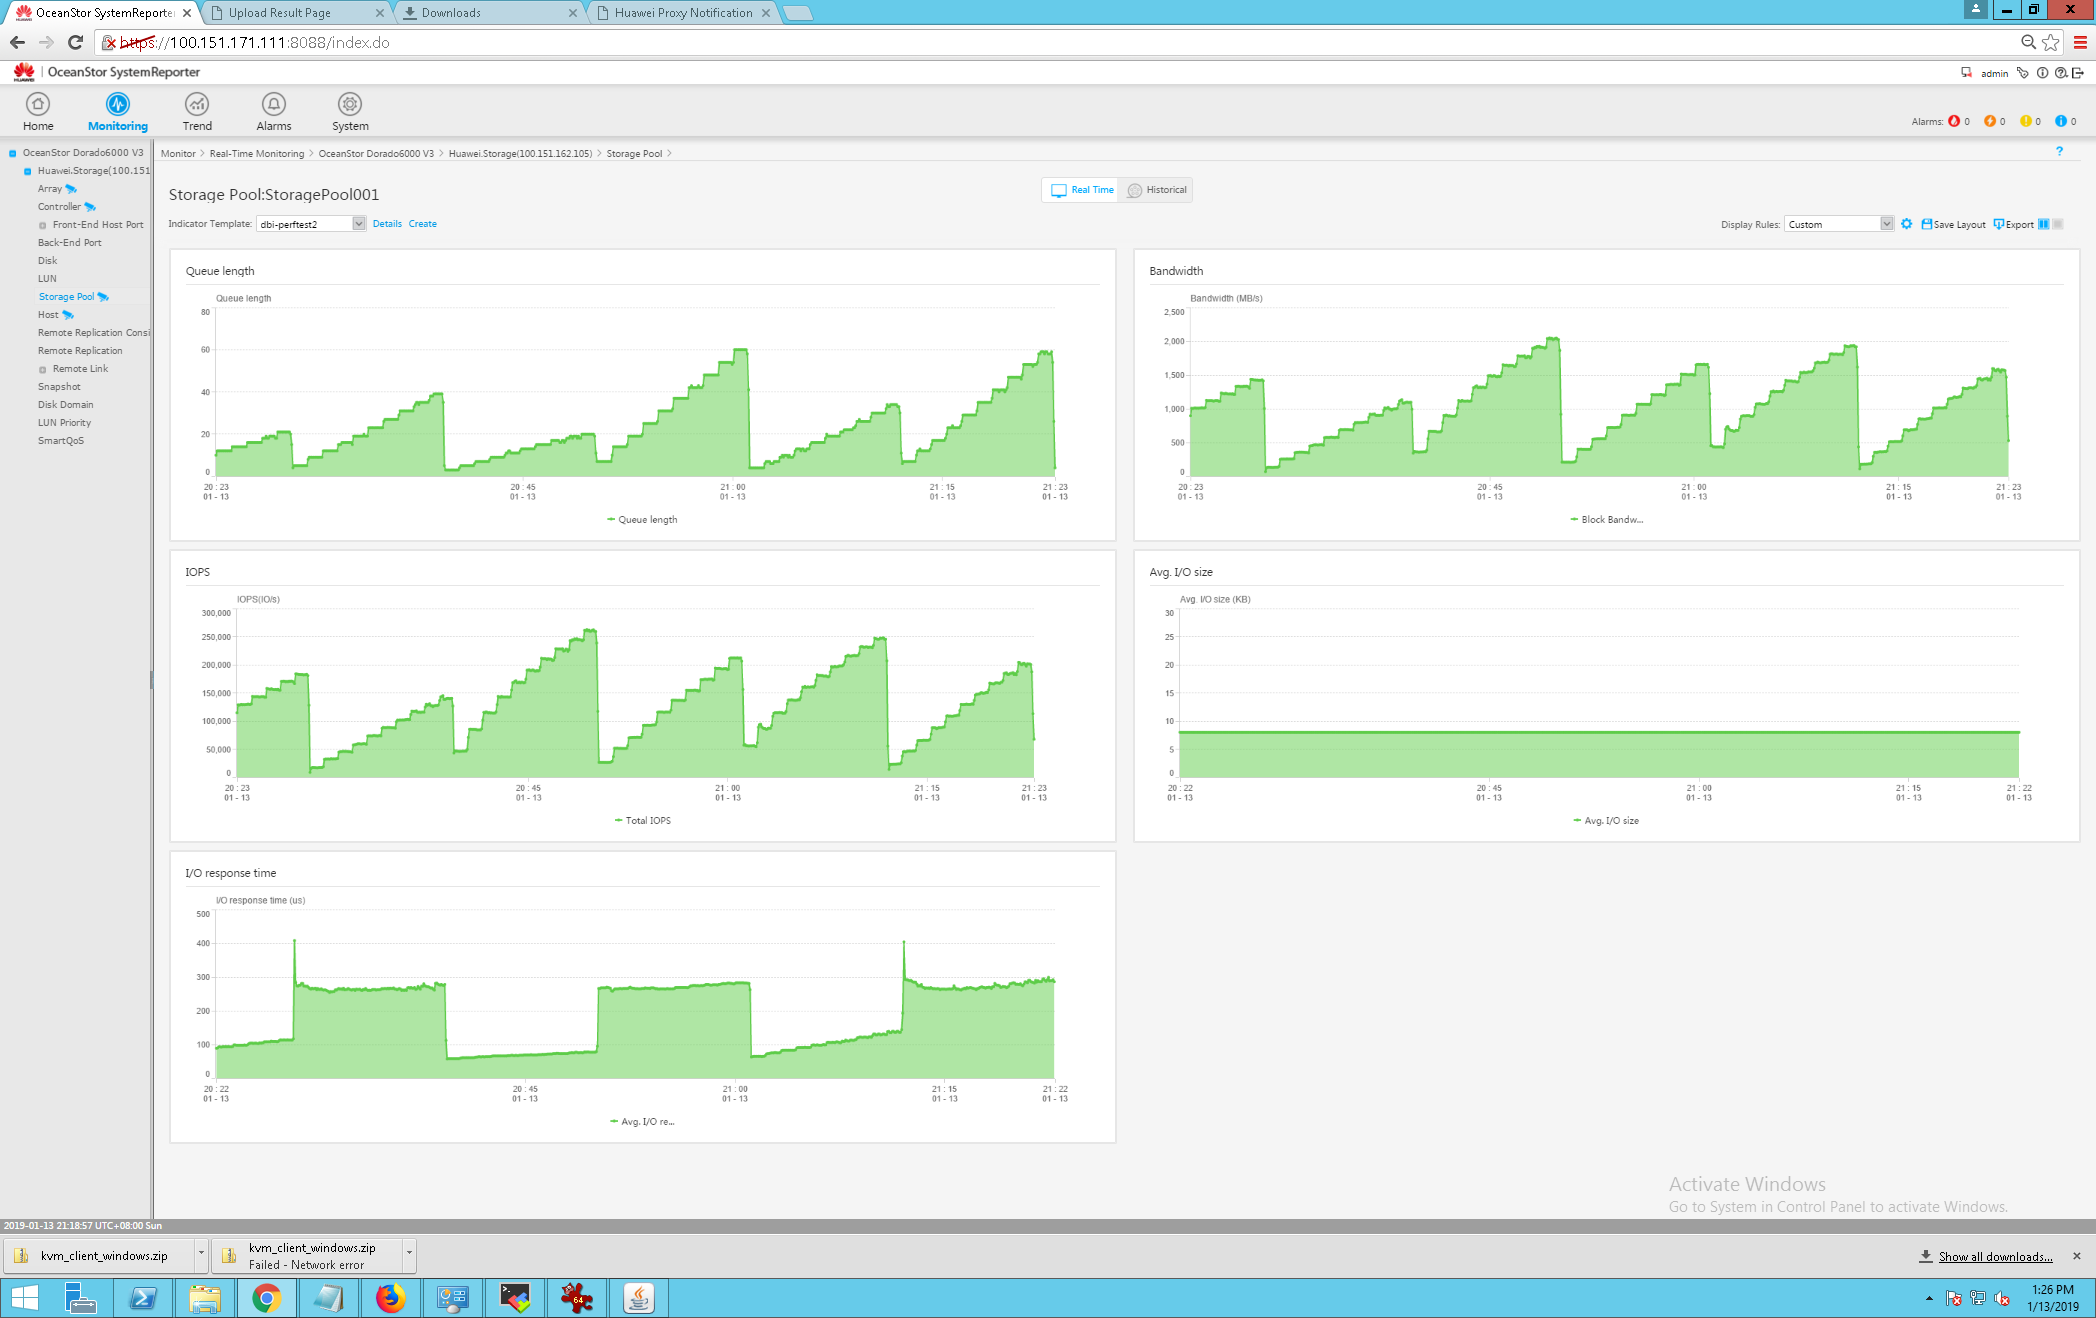 OceanStor SystemReporter
Upload Result Page
Downloads
Huawei Proxy Notification
https://100.151.171.111:8088/index.do
HUAWEI
OceanStor SystemReporter
admin
Home
Monitoring
Trend
Alarms
System
Alarms: 0 0 0 0
OceanStor Dorado6000 V3
Huawei.Storage(100.151
Array
Controller
Front-End Host Port
Back-End Port
Disk
LUN
Storage Pool
Host
Remote Replication Consi
Remote Replication
Remote Link
Snapshot
Disk Domain
LUN Priority
SmartQoS
Monitor > Real-Time Monitoring > OceanStor Dorado6000 V3 > Huawei.Storage(100.151.162.105) > Storage Pool >
?
Storage Pool:StoragePool001
Real Time
Historical
Indicator Template: dbi-perftest2 Details Create
Display Rules: Custom Save Layout Export
Queue length
Queue length
80
60
40
20
0
20 : 23 20 : 45 21 : 00 21 : 15 21 : 23
01 - 13 01 - 13 01 - 13 01 - 13 01 - 13
Queue length
Bandwidth
Bandwidth (MB/s)
2,500
2,000
1,500
1,000
500
0
20 : 23 20 : 45 21 : 00 21 : 15 21 : 23
01 - 13 01 - 13 01 - 13 01 - 13 01 - 13
Block Bandw...
IOPS
IOPS(IO/s)
300,000
250,000
200,000
150,000
100,000
50,000
0
20 : 23 20 : 45 21 : 00 21 : 15 21 : 23
01 - 13 01 - 13 01 - 13 01 - 13 01 - 13
Total IOPS
Avg. I/O size
Avg. I/O size (KB)
30
25
20
15
10
5
0
20 : 22 20 : 45 21 : 00 21 : 15 21 : 22
01 - 13 01 - 13 01 - 13 01 - 13 01 - 13
Avg. I/O size
I/O response time
I/O response time (us)
500
400
300
200
100
0
20 : 22 20 : 45 21 : 00 21 : 15 21 : 22
01 - 13 01 - 13 01 - 13 01 - 13 01 - 13
Avg. I/O re...
Activate Windows
Go to System in Control Panel to activate Windows.
2019-01-13 21:18:57 UTC+08:00 Sun
kvm_client_windows.zip
kvm_client_windows.zip
Failed - Network error
Show all downloads...
64
1:26 PM
1/13/2019